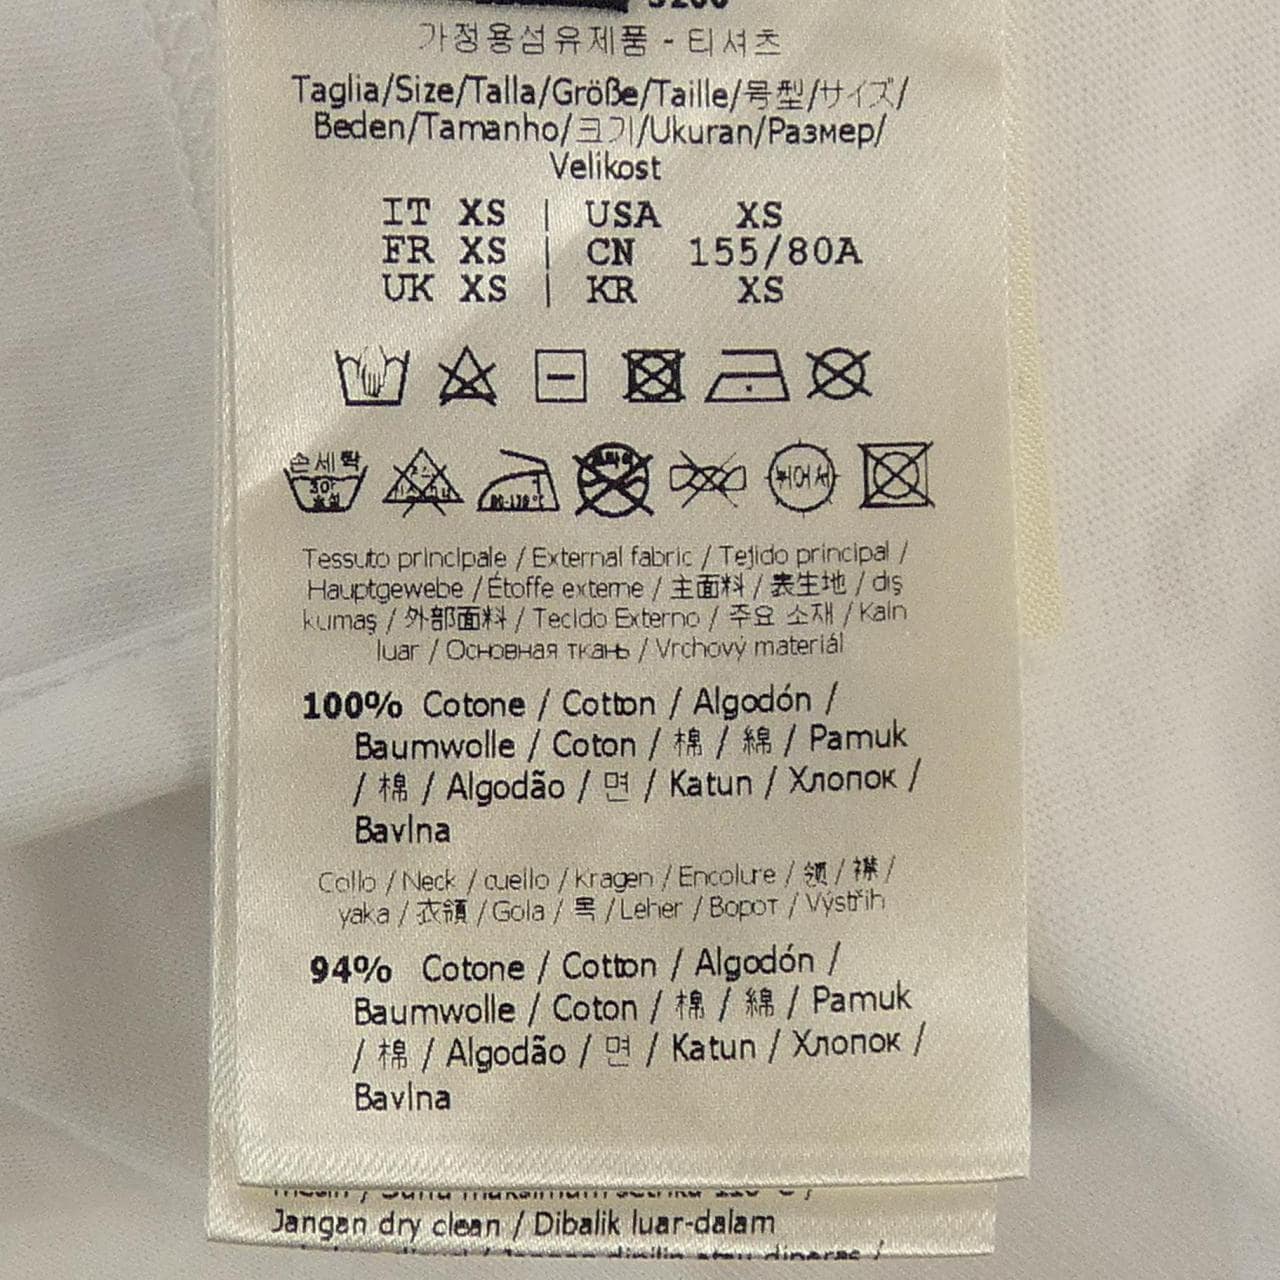 가정용섬유제품 - 티셔츠
Taglia/Size/Talla/Größe/Taille/号型/サイズ/
Beden/Tamanho/크기/Ukuran/Размер/
Velikost
IT XS | USA XS
FR XS | CN 155/80A
UK XS | KR XS
손세탁
30°
중성
80-120°C
뉘어서
Tessuto principale / External fabric / Tejido principal /
Hauptgewebe / Étoffe externe / 主面料 / 表生地 / dış
kumaş / 外部面料 / Tecido Externo / 주요 소재 / Kain
luar / Основная ткань / Vrchový materiál
100% Cotone / Cotton / Algodón /
Baumwolle / Coton / 棉 / 綿 / Pamuk
/ 棉 / Algodão / 면 / Katun / Хлопок /
Bavlna
Collo / Neck / cuello / Kragen / Encolure / 领 / 襟 /
yaka / 衣領 / Gola / 목 / Leher / Ворот / Výstřih
94% Cotone / Cotton / Algodón /
Baumwolle / Coton / 棉 / 綿 / Pamuk
/ 棉 / Algodão / 면 / Katun / Хлопок /
Bavlna
Jangan dry clean / Dibalik luar-dalam